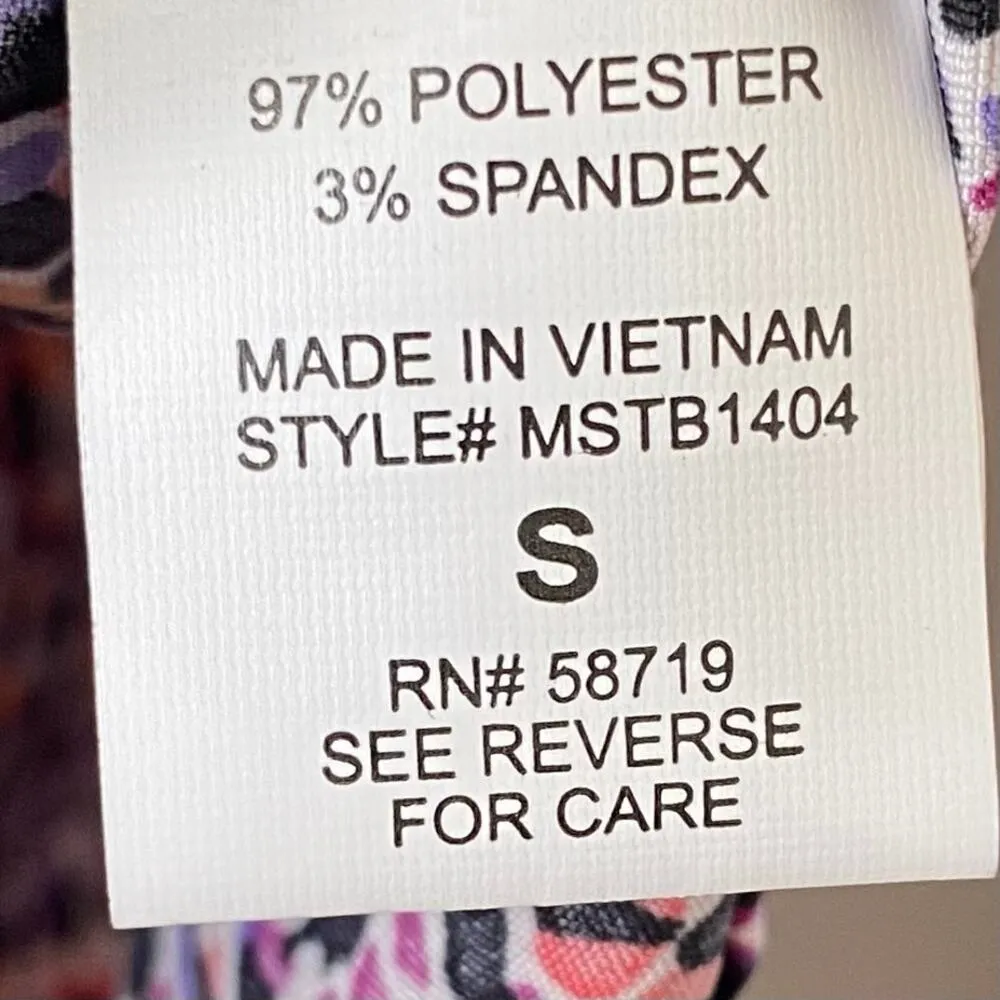 97% POLYESTER
3% SPANDEX
MADE IN VIETNAM
STYLE# MSTB1404
S
RN# 58719
SEE REVERSE
FOR CARE